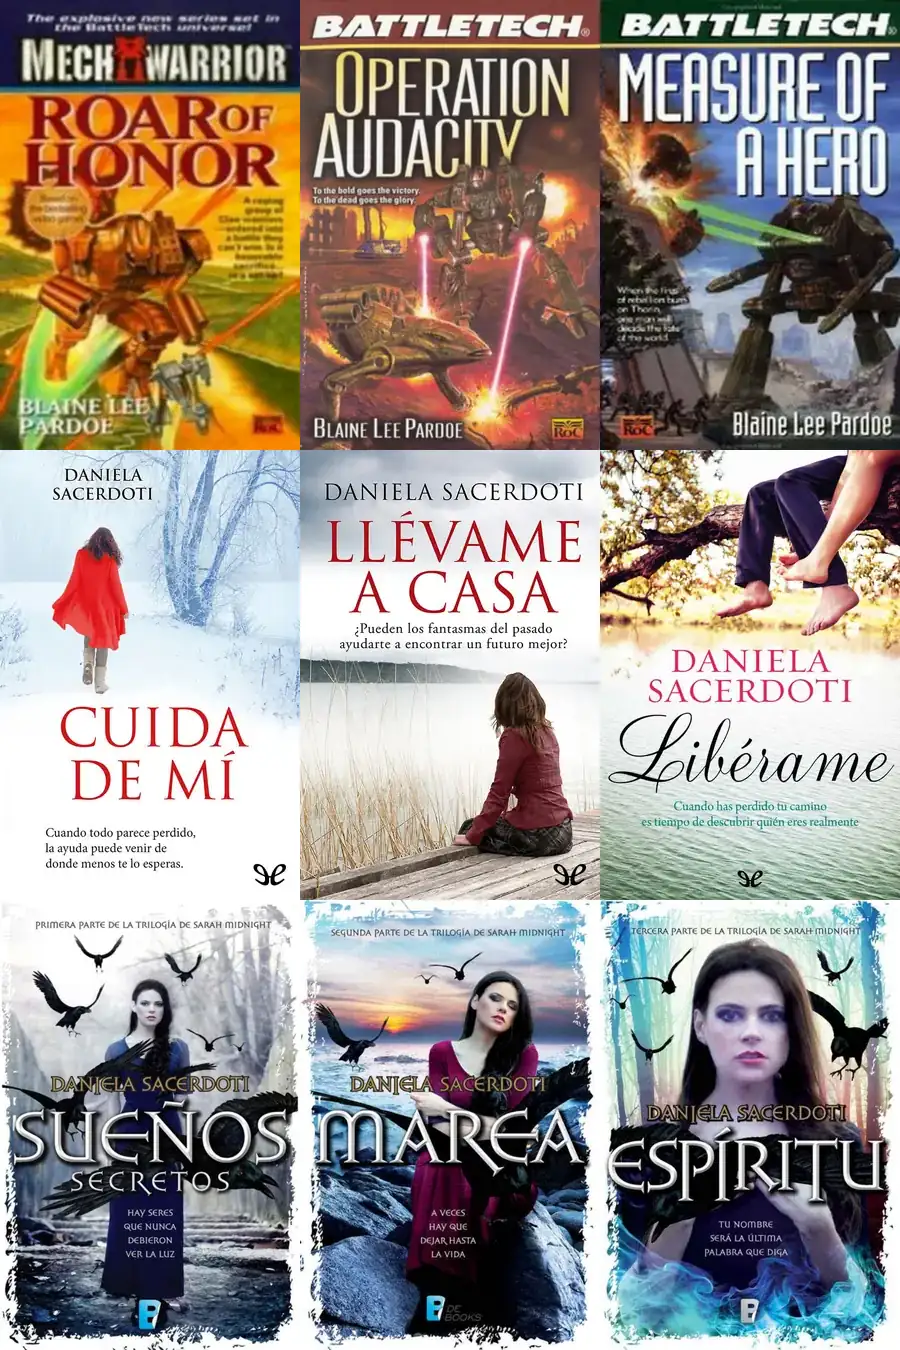 The explosive new series set in
the BattleTech universe!
MECHWARRIOR
ROAR OF
HONOR
A raging
group of
Clan warriors
ordered into
a battle they
can't win is a
honorable
sacrifice...
BLAINE LEE
PARDOE
ROC
BATTLETECH®
OPERATION
AUDACITY
To the bold goes the victory.
To the dead goes the glory.
BLAINE LEE PARDOE
ROC
BATTLETECH®
MEASURE OF
A HERO
When the fires
of rebellion burn
on Thorin,
one man will
decide the fate
of the world.
ROC
Blaine Lee Pardoe
DANIELA
SACERDOTI
CUIDA
DE MÍ
Cuando todo parece perdido,
la ayuda puede venir de
donde menos te lo esperas.
DANIELA SACERDOTI
LLÉVAME
A CASA
¿Pueden los fantasmas del pasado
ayudarte a encontrar un futuro mejor?
DANIELA
SACERDOTI
Libérame
Cuando has perdido tu camino
es tiempo de descubrir quién eres realmente
PRIMERA PARTE DE LA TRILOGÍA DE SARAH MIDNIGHT
DANIELA SACERDOTI
SUEÑOS
SECRETOS
HAY SERES
QUE NUNCA
DEBIERON
VER LA LUZ
B
SEGUNDA PARTE DE LA TRILOGÍA DE SARAH MIDNIGHT
DANIELA SACERDOTI
MAREA
A VECES
HAY QUE
DEJAR HASTA
LA VIDA
B DE
BOOKS
TERCERA PARTE DE LA TRILOGÍA DE SARAH MIDNIGHT
DANIELA SACERDOTI
ESPÍRITU
TU NOMBRE
SERÁ LA ÚLTIMA
PALABRA QUE DIGA
B